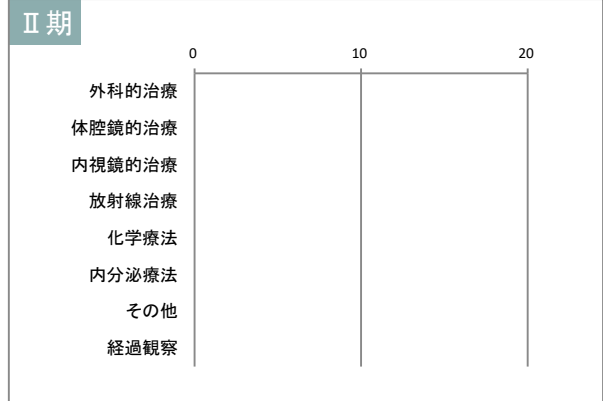 Ⅱ期
0 10 20
外科的治療
体腔鏡的治療
内視鏡的治療
放射線治療
化学療法
内分泌療法
その他
経過観察